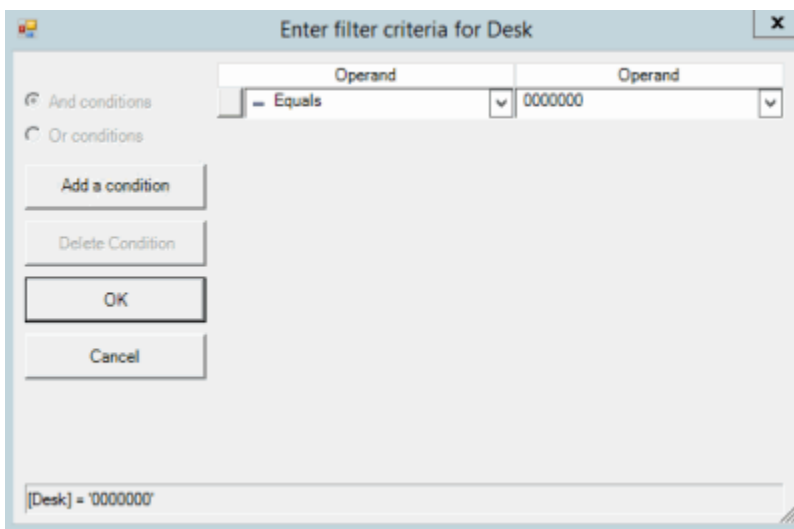 Enter filter criteria for Desk
x
Operand Operand
And conditions
= Equals 0000000
Or conditions
Add a condition
Delete Condition
OK
Cancel
[Desk] = '0000000'